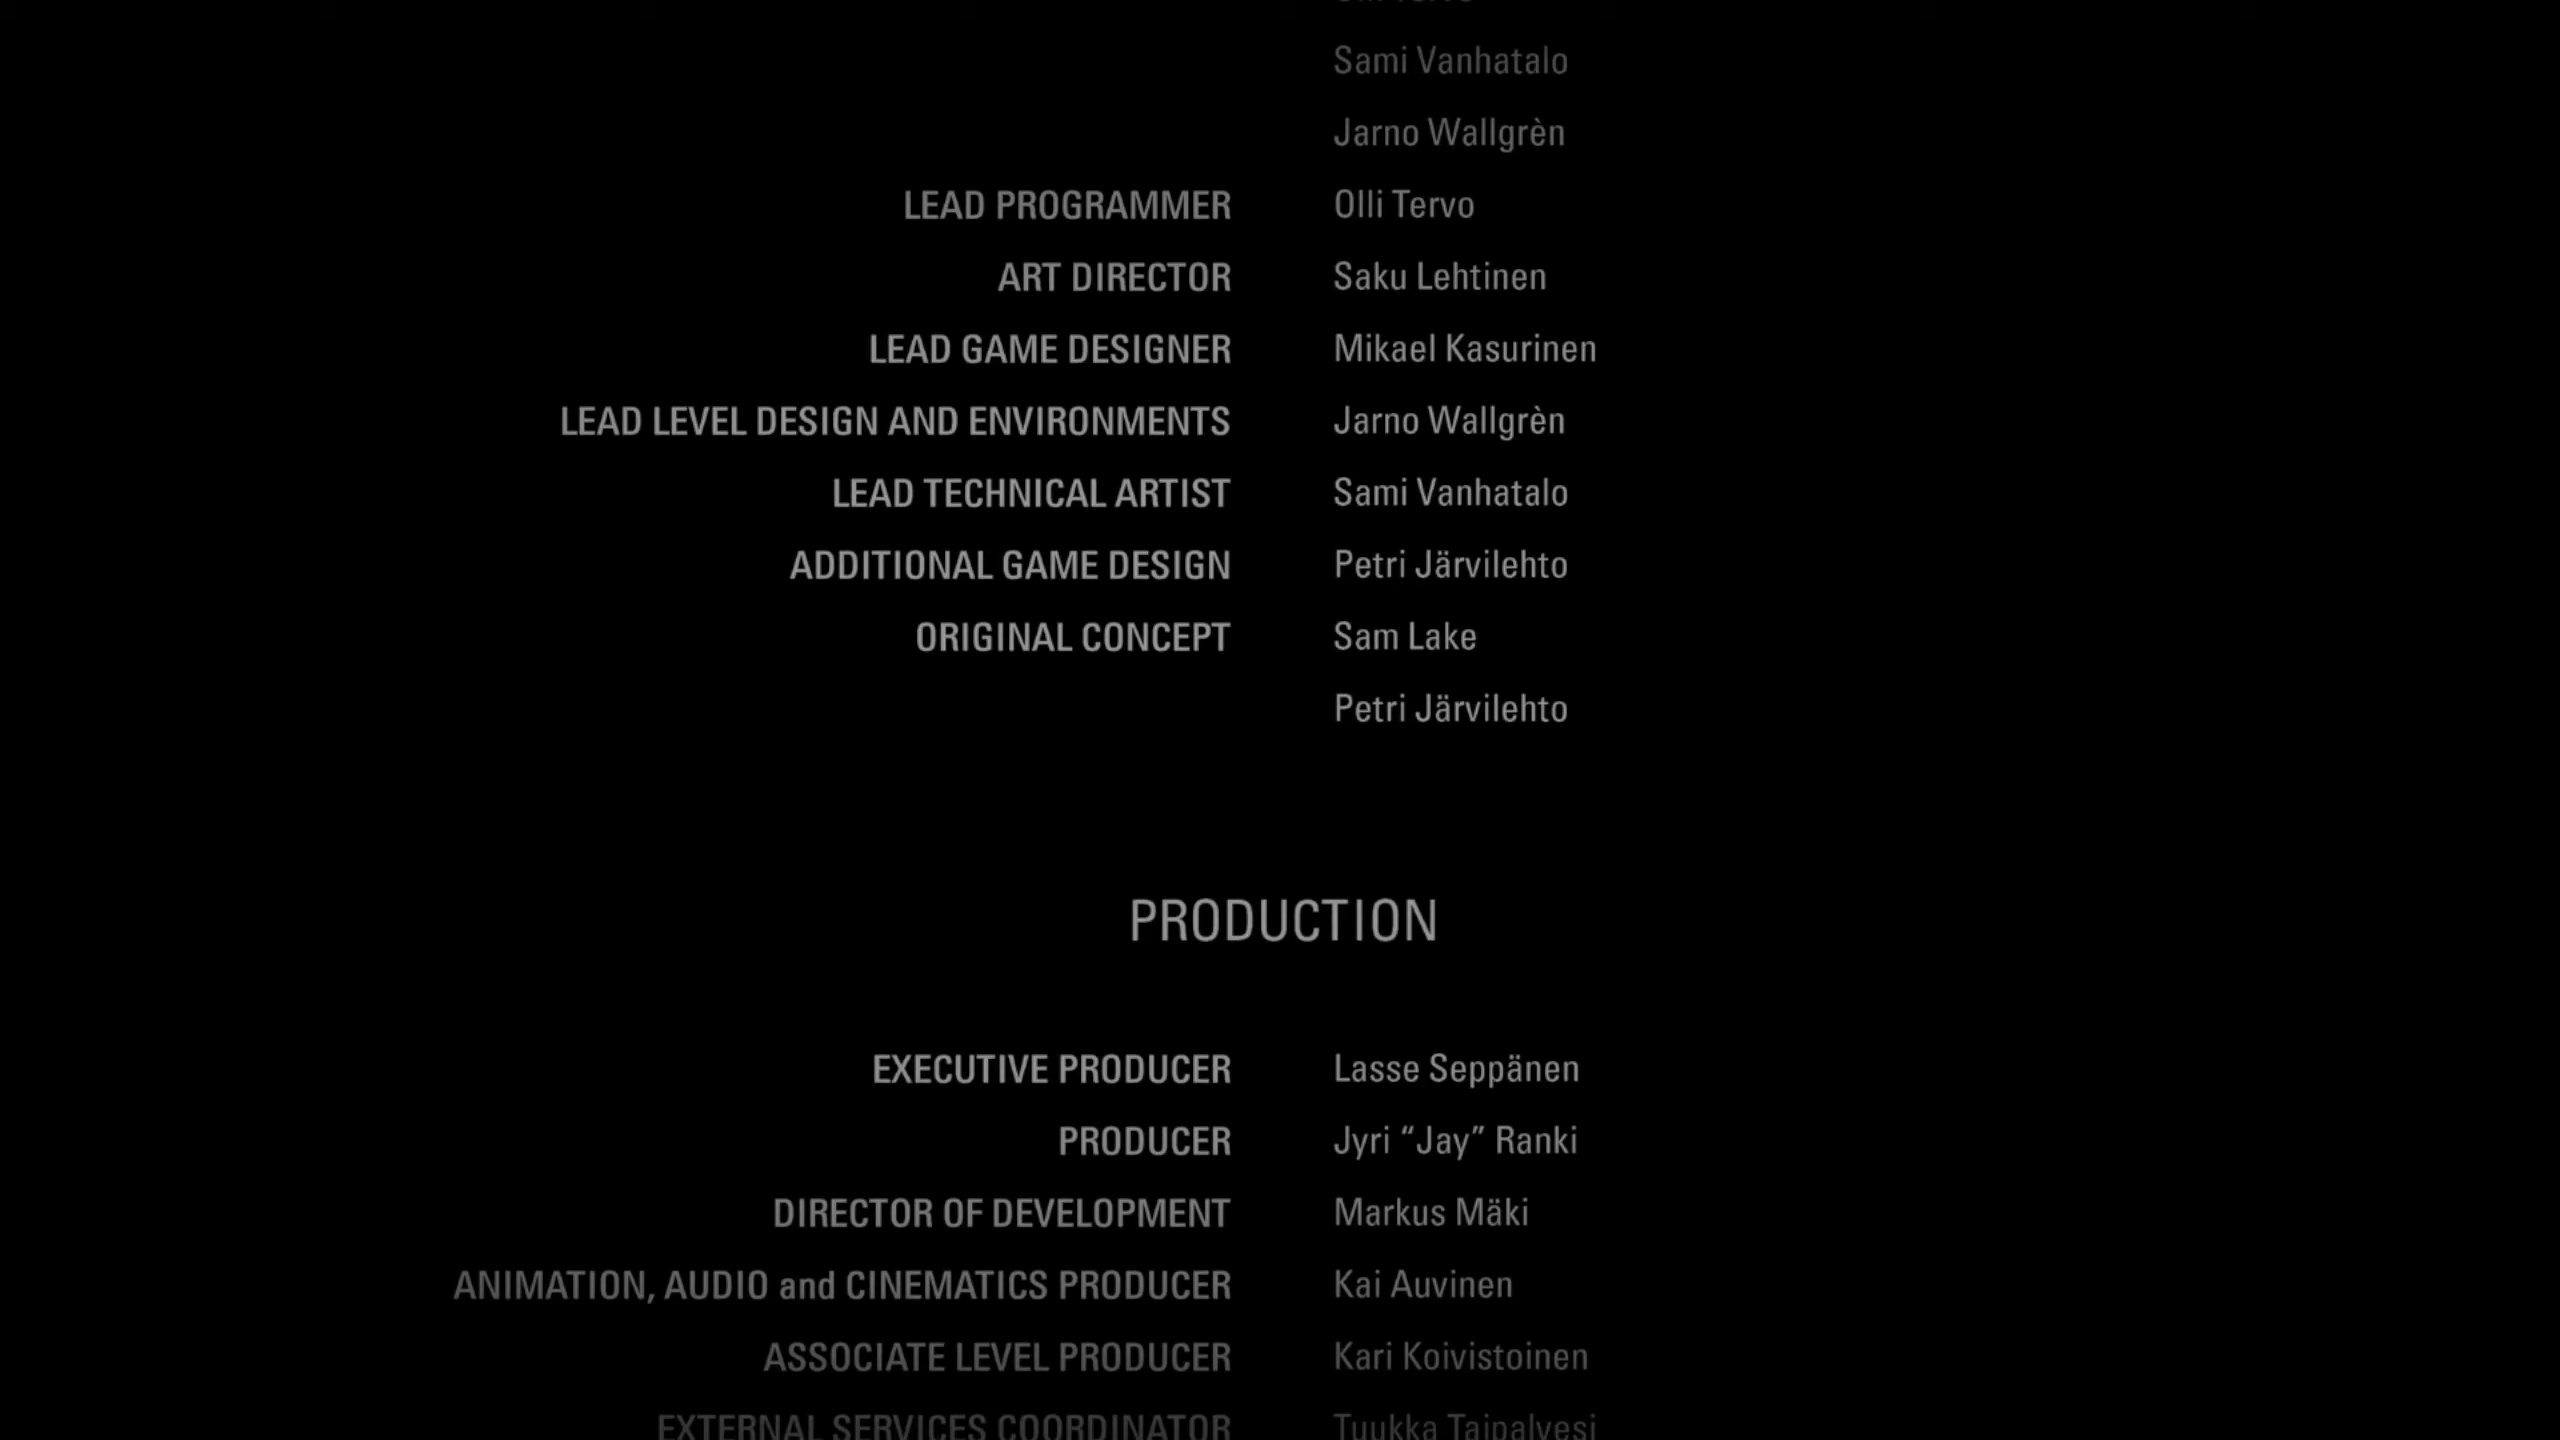 Sami Vanhatalo
Jarno Wallgrèn
LEAD PROGRAMMER Olli Tervo
ART DIRECTOR Saku Lehtinen
LEAD GAME DESIGNER Mikael Kasurinen
LEAD LEVEL DESIGN AND ENVIRONMENTS Jarno Wallgrèn
LEAD TECHNICAL ARTIST Sami Vanhatalo
ADDITIONAL GAME DESIGN Petri Järvilehto
ORIGINAL CONCEPT Sam Lake
Petri Järvilehto
PRODUCTION
EXECUTIVE PRODUCER Lasse Seppänen
PRODUCER Jyri “Jay” Ranki
DIRECTOR OF DEVELOPMENT Markus Mäki
ANIMATION, AUDIO and CINEMATICS PRODUCER Kai Auvinen
ASSOCIATE LEVEL PRODUCER Kari Koivistoinen
EXTERNAL SERVICES COORDINATOR Tuukka Taipalvesi